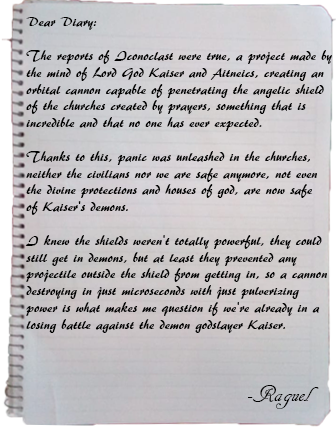 Dear Diary:
The reports of Iconoclast were true, a project made by
the mind of Lord God Kaiser and Aitneics, creating an
orbital cannon capable of penetrating the angelic shield
of the churches created by prayers, something that is
incredible and that no one has ever expected.
Thanks to this, panic was unleashed in the churches,
neither the civilians nor we are safe anymore, not even
the divine protections and houses of god, are now safe
of Kaiser's demons.
I knew the shields weren't totally powerful, they could
still get in demons, but at least they prevented any
projectile outside the shield from getting in, so a cannon
destroying in just microseconds with just pulverizing
power is what makes me question if we're already in a
losing battle against the demon godslayer Kaiser.
-Raguel